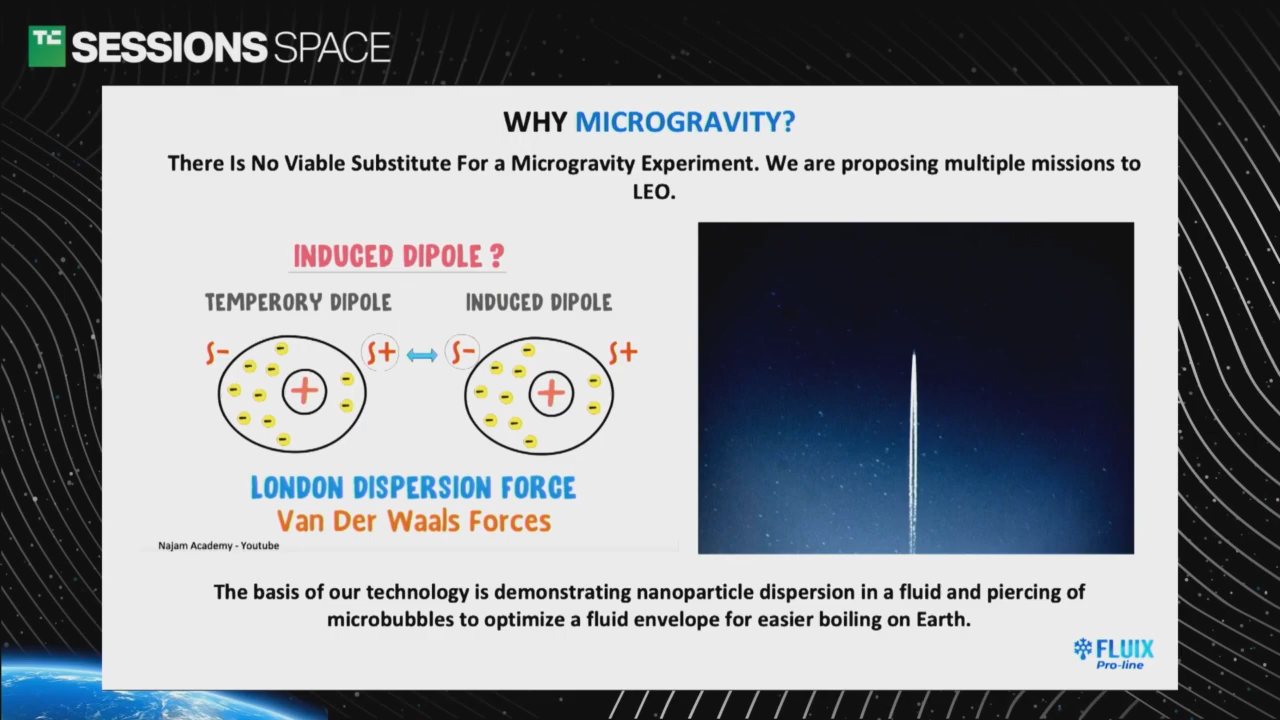 TC SESSIONS SPACE
WHY MICROGRAVITY?
There Is No Viable Substitute For a Microgravity Experiment. We are proposing multiple missions to
LEO.
INDUCED DIPOLE ?
TEMPERORY DIPOLE INDUCED DIPOLE
S- S+ S- S+
+ +
LONDON DISPERSION FORCE
Van Der Waals Forces
Najam Academy - Youtube
The basis of our technology is demonstrating nanoparticle dispersion in a fluid and piercing of
microbubbles to optimize a fluid envelope for easier boiling on Earth.
FLUIX
Pro-line